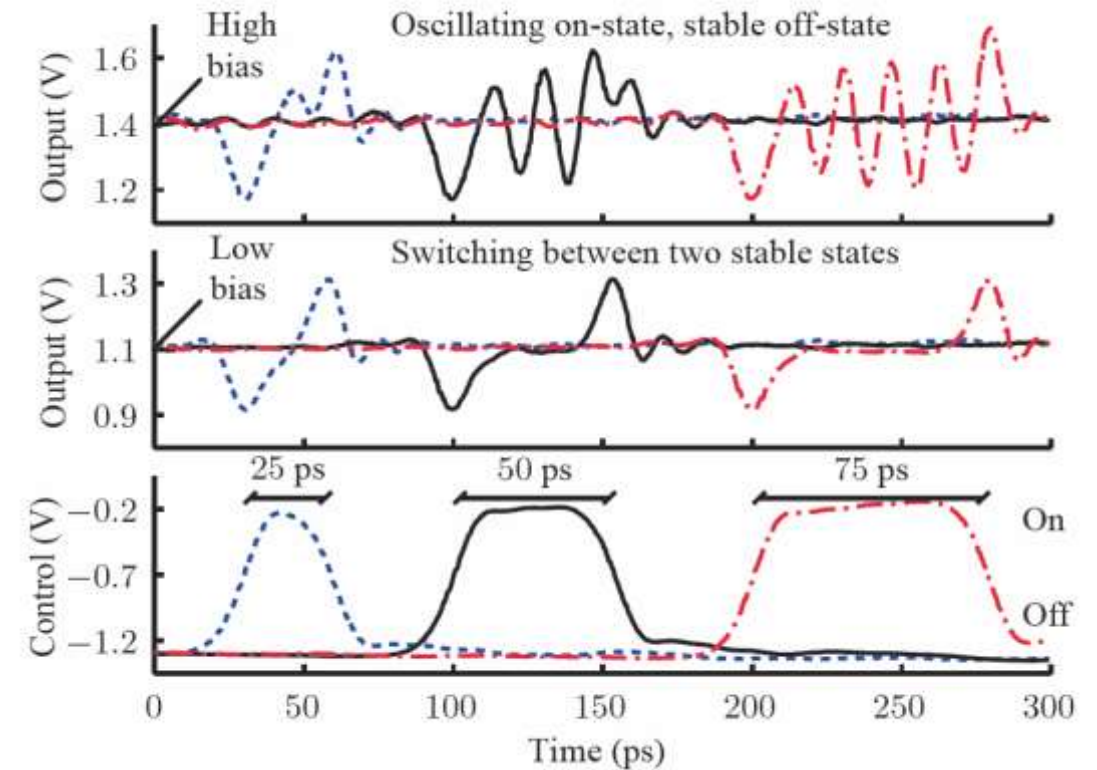 High
bias
Oscillating on-state, stable off-state
Output (V)
1.6
1.4
1.2
Low
bias
Switching between two stable states
Output (V)
1.3
1.1
0.9
25 ps
50 ps
75 ps
Control (V)
−0.2
−0.7
−1.2
On
Off
0
50
100
150
200
250
300
Time (ps)